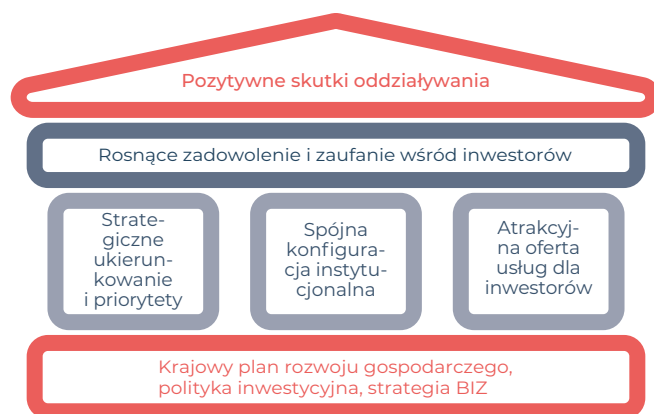 Pozytywne skutki oddziaływania
Rosnące zadowolenie i zaufanie wśród inwestorów
Strate-
giczne
ukierun-
kowanie
i priorytety
Spójna
konfigura-
cja instytu-
cjonalna
Atrakcyj-
na oferta
usług dla
inwestorów
Krajowy plan rozwoju gospodarczego,
polityka inwestycyjna, strategia BIZ